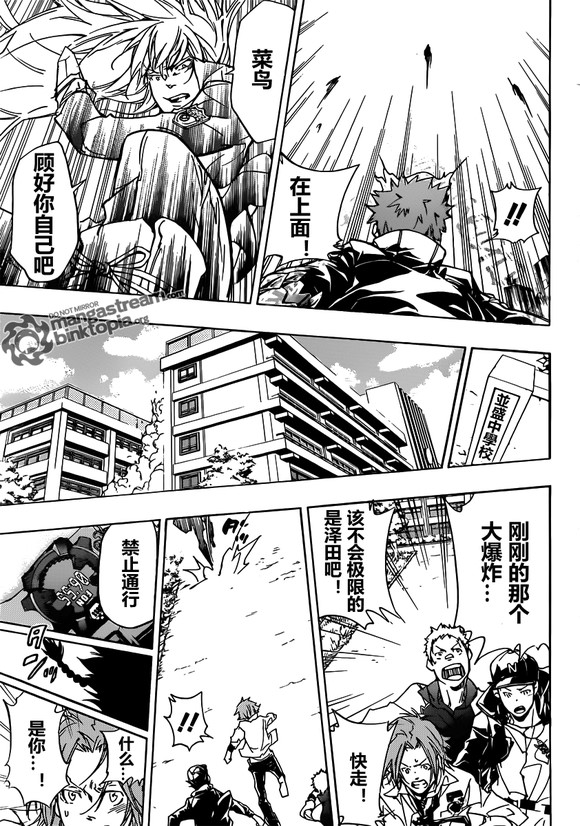 !!
在上面！
菜鸟
顾好你自己吧
DO NOT MIRROR
mangastream.com
binktopia.org
並盛中學校
刚刚的那个
大爆炸…
该不会极限的
是泽田吧！
快走！
!!
禁止通行
什么…
是你…！